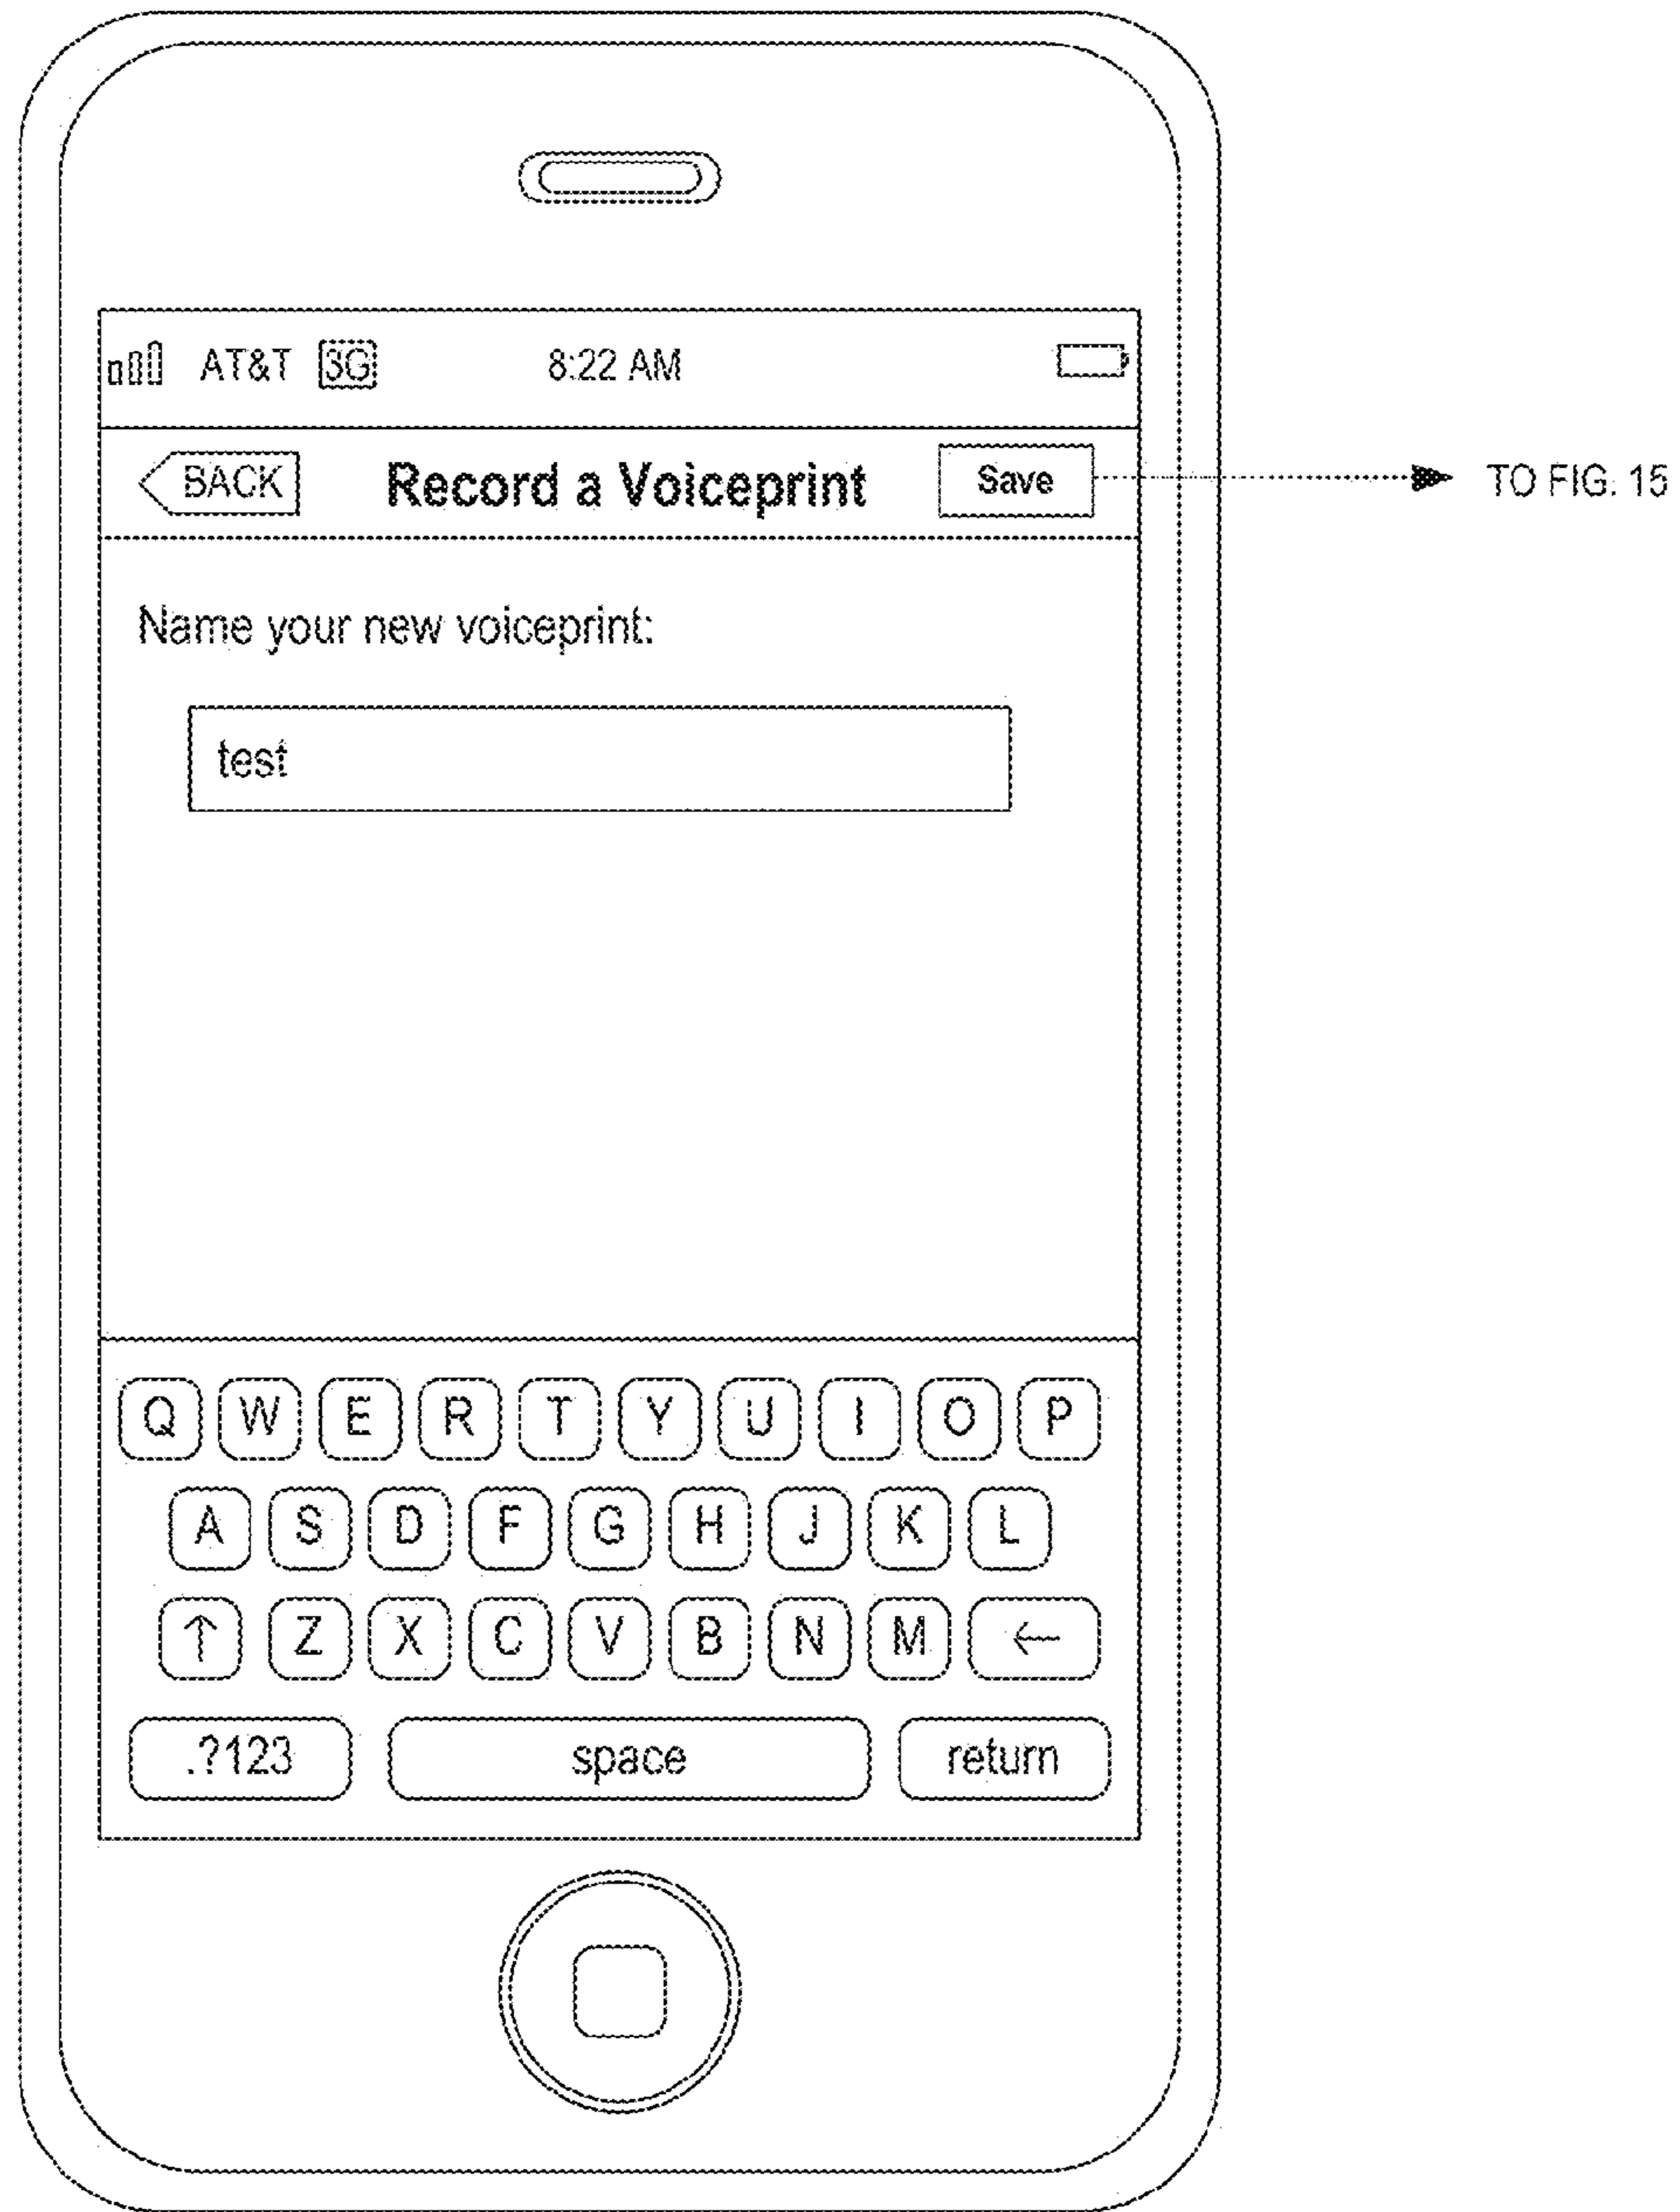 AT&T 3G 8:22 AM
BACK Record a Voiceprint Save TO FIG. 15
Name your new voiceprint:
test
Q W E R T Y U I O P
A S D F G H J K L
↑ Z X C V B N M ←
.?123 space return